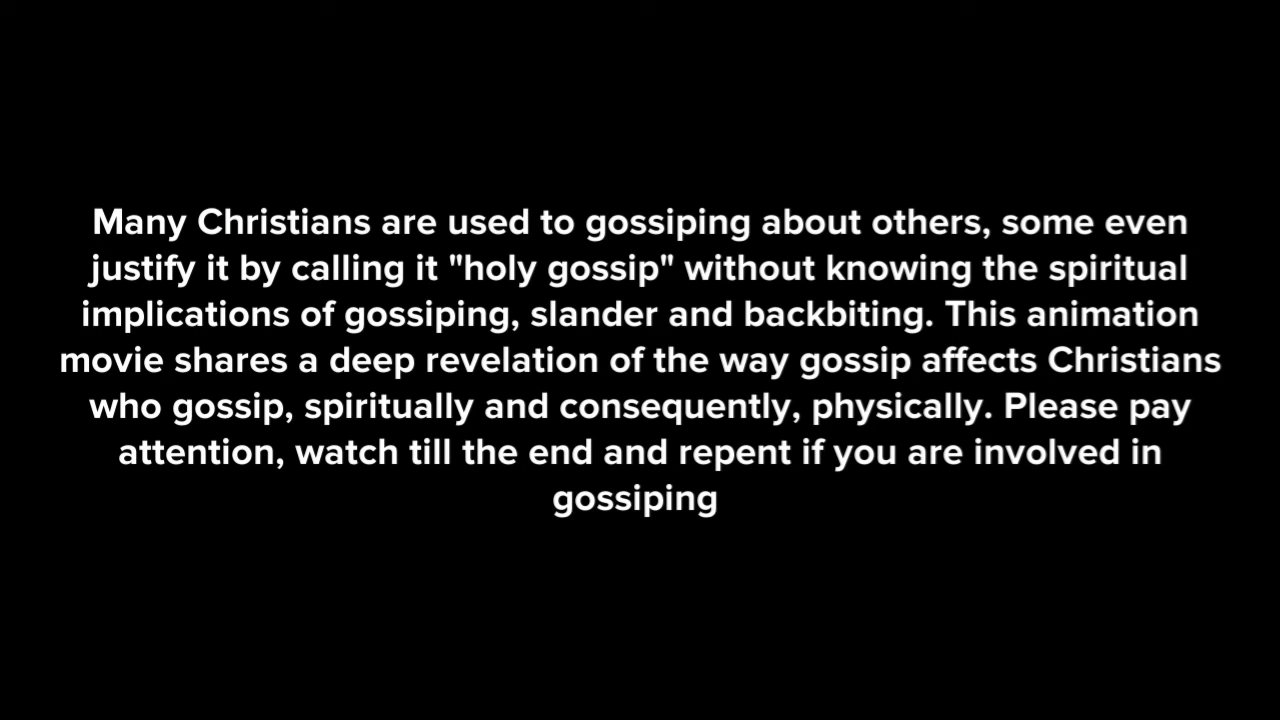 Many Christians are used to gossiping about others, some even
justify it by calling it "holy gossip" without knowing the spiritual
implications of gossiping, slander and backbiting. This animation
movie shares a deep revelation of the way gossip affects Christians
who gossip, spiritually and consequently, physically. Please pay
attention, watch till the end and repent if you are involved in
gossiping